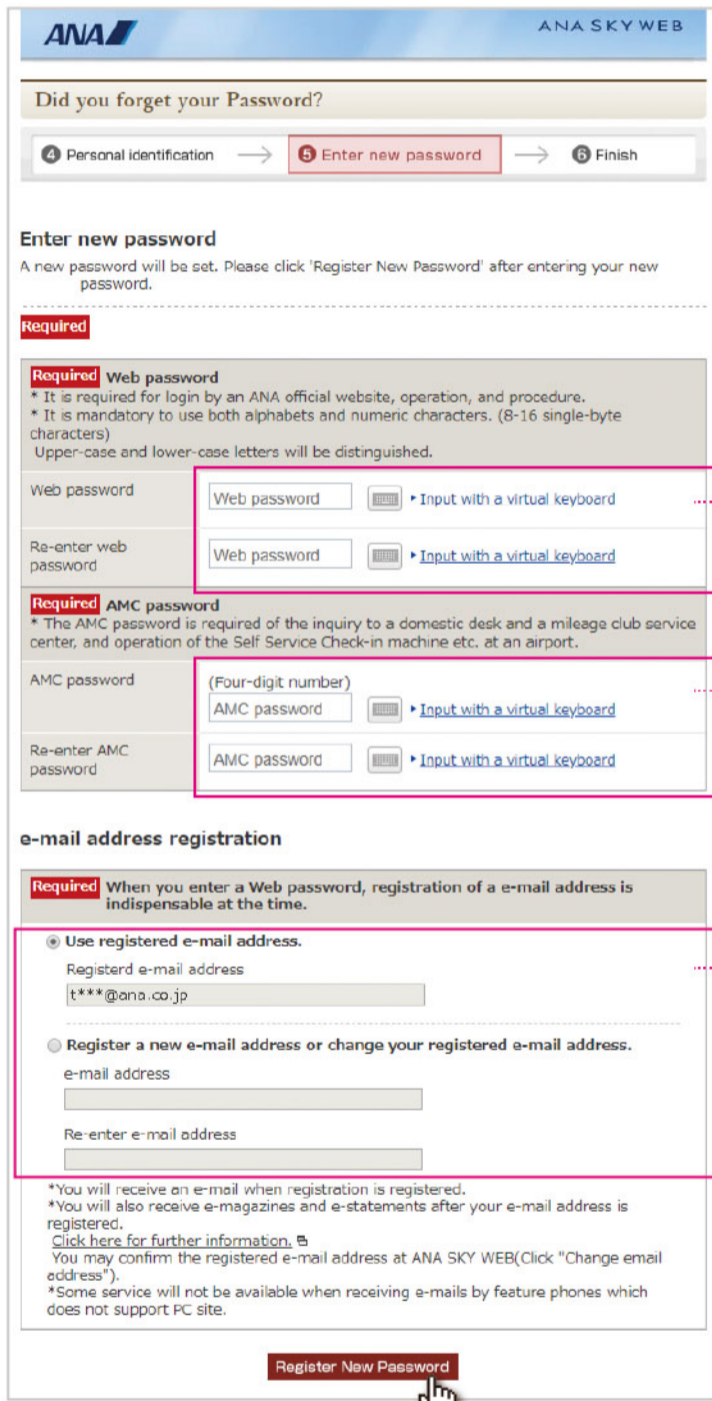 ANA
ANA SKY WEB
Did you forget your Password?
4 Personal identification → 5 Enter new password → 6 Finish
Enter new password
A new password will be set. Please click 'Register New Password' after entering your new
password.
Required
Required Web password
* It is required for login by an ANA official website, operation, and procedure.
* It is mandatory to use both alphabets and numeric characters. (8-16 single-byte
characters)
Upper-case and lower-case letters will be distinguished.
Web password
Web password
Input with a virtual keyboard
Re-enter web
password
Web password
Input with a virtual keyboard
Required AMC password
* The AMC password is required of the inquiry to a domestic desk and a mileage club service
center, and operation of the Self Service Check-in machine etc. at an airport.
AMC password
(Four-digit number)
AMC password
Input with a virtual keyboard
Re-enter AMC
password
AMC password
Input with a virtual keyboard
e-mail address registration
Required When you enter a Web password, registration of a e-mail address is
indispensable at the time.
Use registered e-mail address.
Registerd e-mail address
t***@ana.co.jp
Register a new e-mail address or change your registered e-mail address.
e-mail address
Re-enter e-mail address
*You will receive an e-mail when registration is registered.
*You will also receive e-magazines and e-statements after your e-mail address is
registered.
Click here for further information.
You may confirm the registered e-mail address at ANA SKY WEB(Click "Change email
address").
*Some service will not be available when receiving e-mails by feature phones which
does not support PC site.
Register New Password